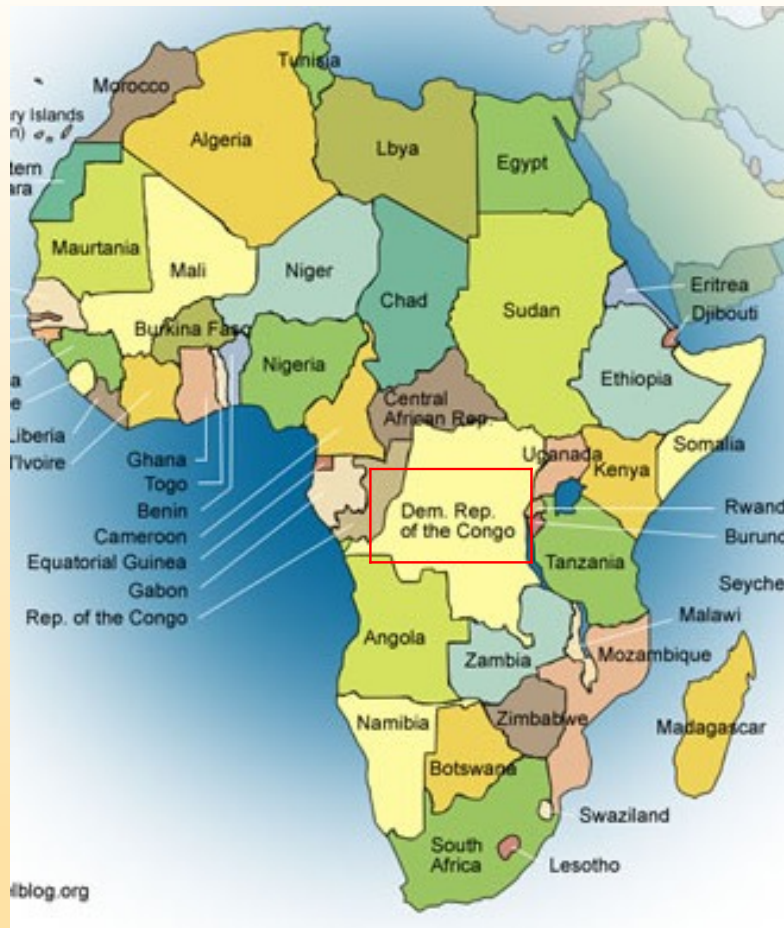 Tunisia
Morocco
ry Islands
n)
Algeria
Lbya
Egypt
tern
ara
Maurtania
Mali
Niger
Chad
Sudan
Eritrea
Djibouti
Burkina Faso
Nigeria
Ethiopia
Central
African Rep.
a
e
Liberia
l'Ivoire
Ghana
Togo
Benin
Cameroon
Equatorial Guinea
Gabon
Rep. of the Congo
Uganada
Kenya
Somalia
Dem. Rep.
of the Congo
Rwand
Burund
Tanzania
Seyche
Malawi
Angola
Zambia
Mozambique
Namibia
Zimbabwe
Madagascar
Botswana
Swaziland
South
Africa
Lesotho
elblog.org